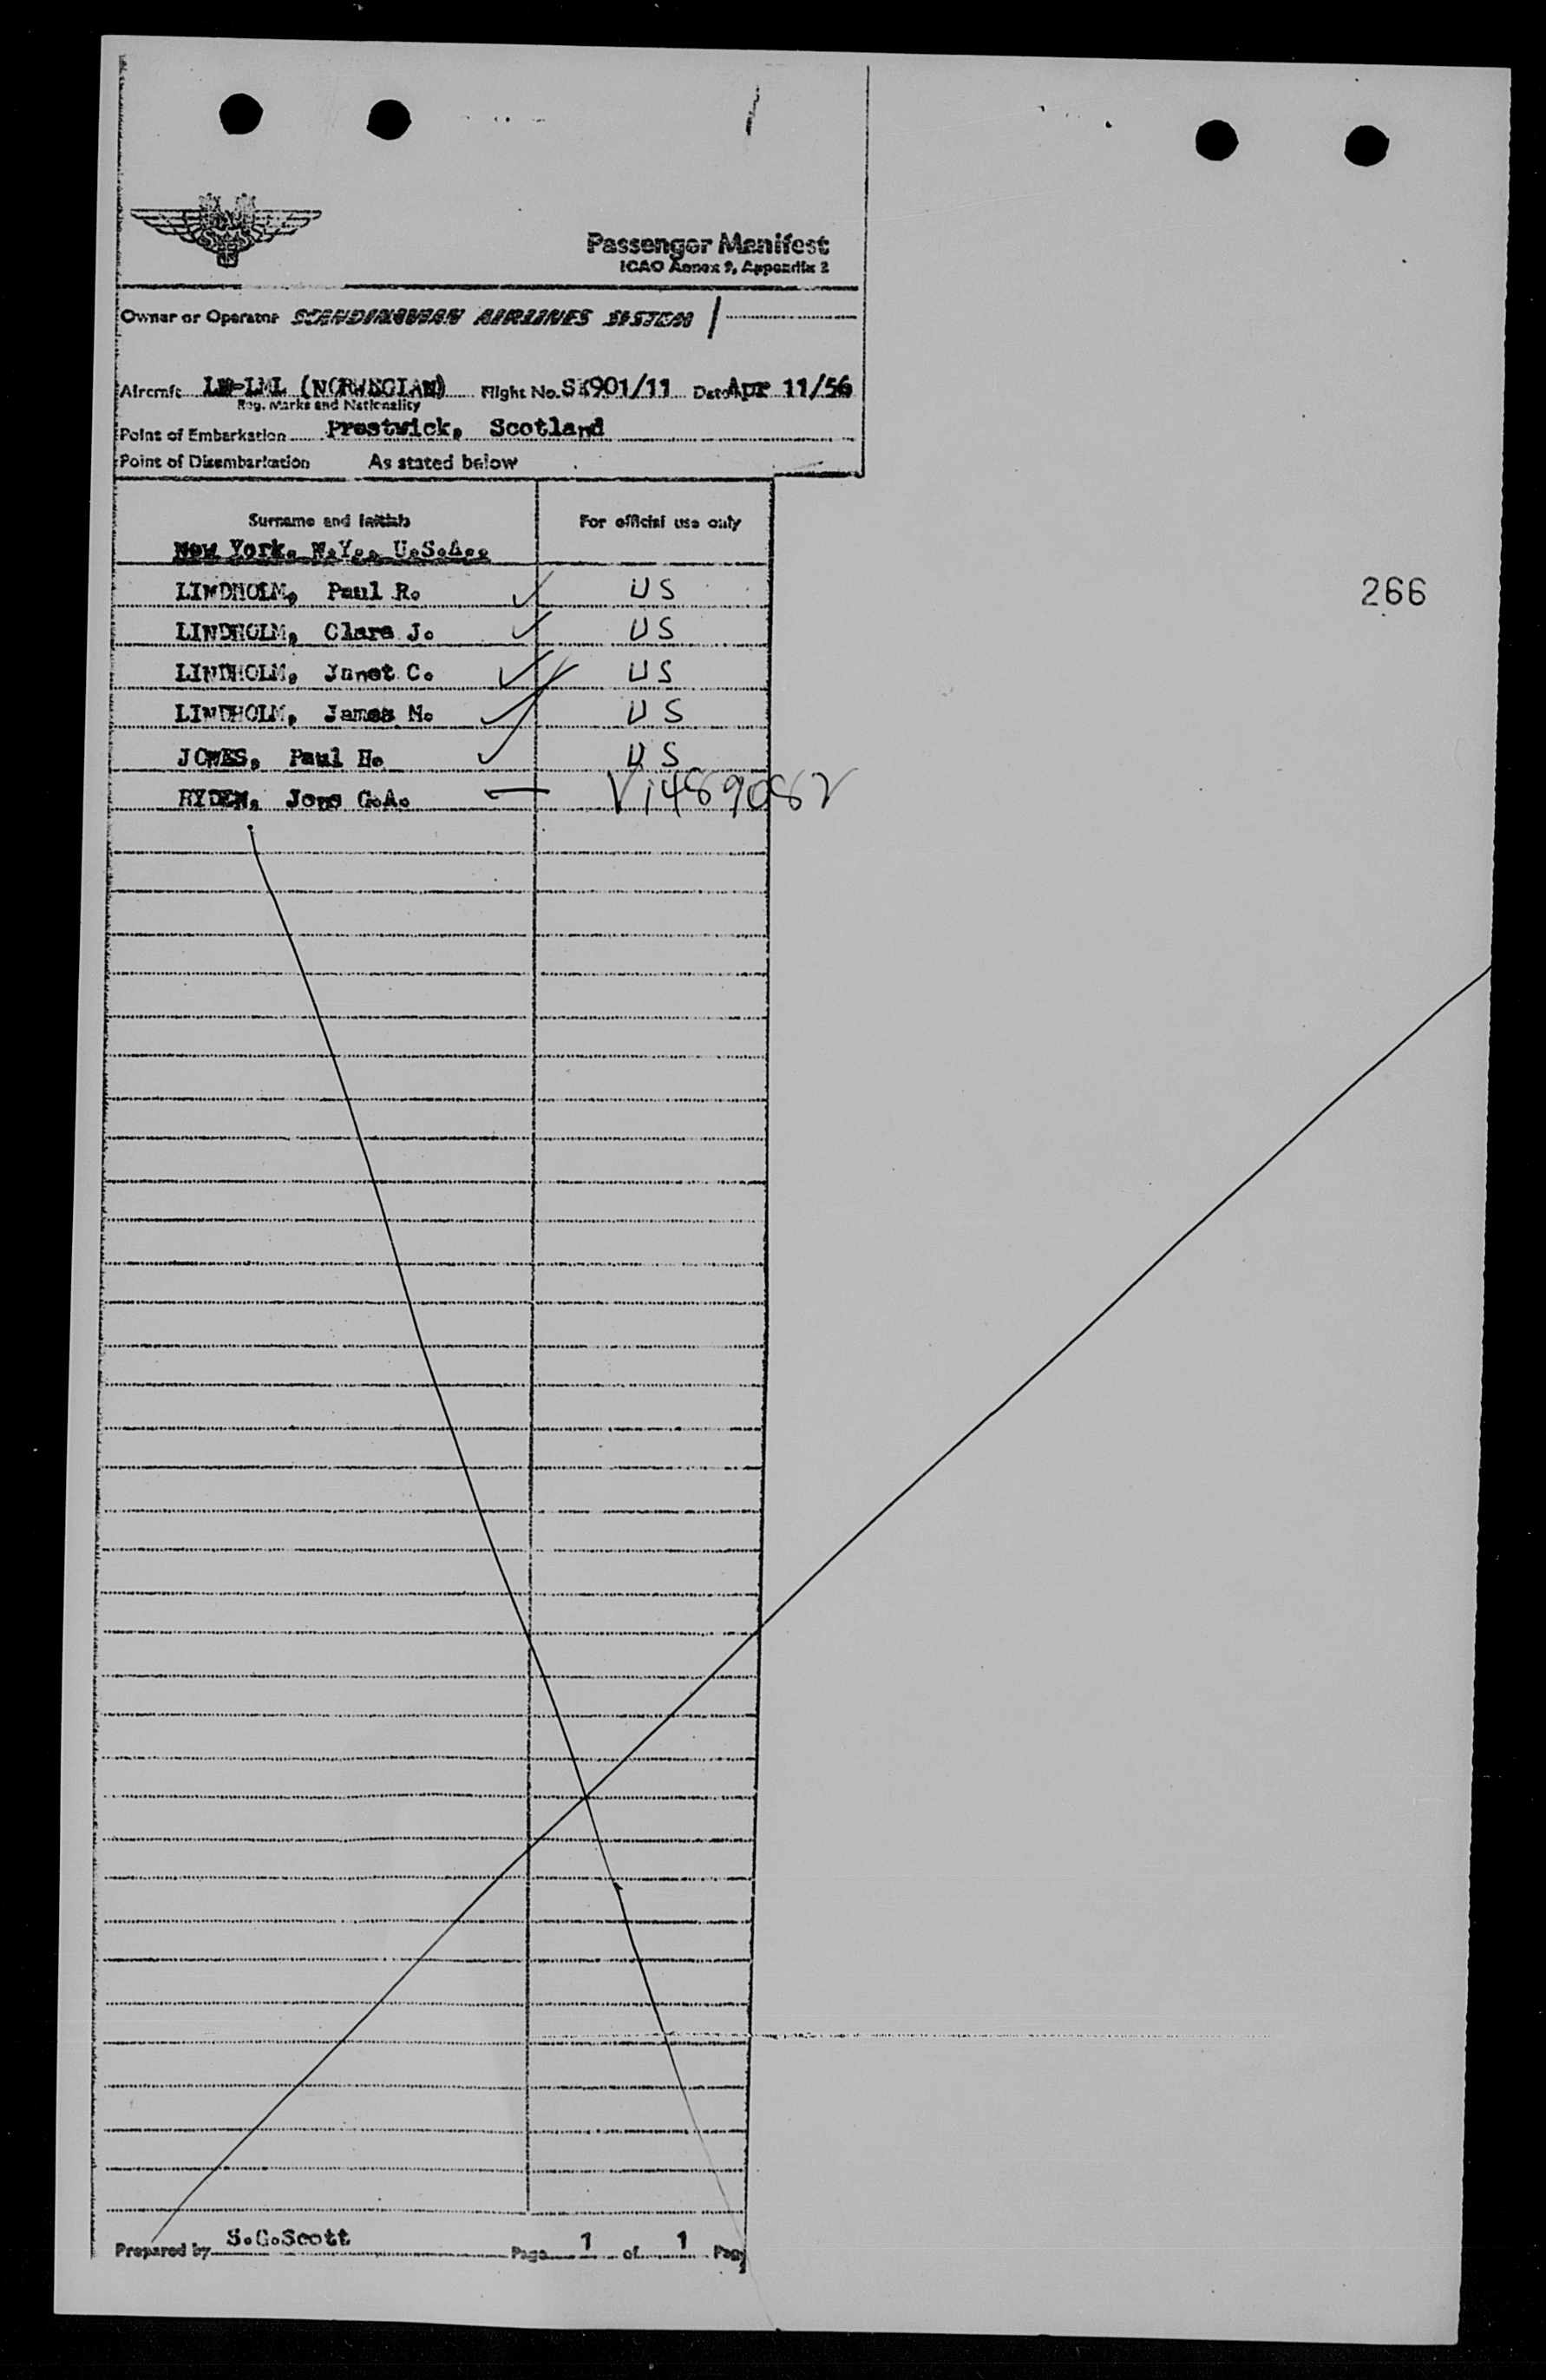 Passenger Manifest
ICAO Annex 9, Appendix 2
Owner or Operator SCANDINAVIAN AIRLINES SYSTEM
Aircraft LN-LML (NORWEGIAN) Flight No. SK901/11 Date Apr 11/56
Reg. Marks and Nationality
Point of Embarkation Prestwick, Scotland
Point of Disembarkation As stated below
Surname and Initials For official use only
New York. N.Y., U.S.A.
LINDHOLM, Paul R. US
266
LINDHOLM, Clara J. US
LINDHOLM, Janet C. US
LINDHOLM, James M. US
JONES, Paul H. US
RYDEN, Jens G.A. V1489082
Prepared by S.G.Scott Page 1 of 1 Page